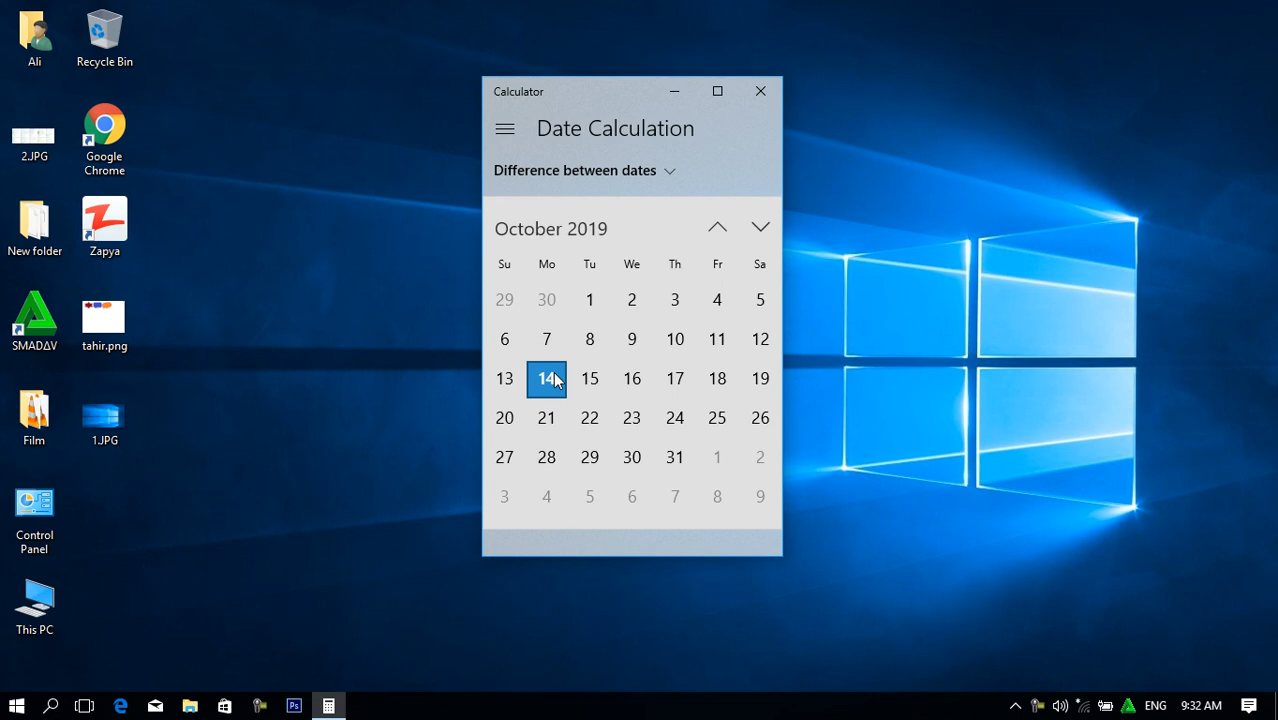 Ali
Recycle Bin
2.JPG
Google
Chrome
New folder
Zapya
SMADΔV
tahir.png
Film
1.JPG
Control
Panel
This PC
Calculator
Date Calculation
Difference between dates
October 2019
Su Mo Tu We Th Fr Sa
29 30 1 2 3 4 5
6 7 8 9 10 11 12
13 14 15 16 17 18 19
20 21 22 23 24 25 26
27 28 29 30 31 1 2
3 4 5 6 7 8 9
Ps
ENG
9:32 AM